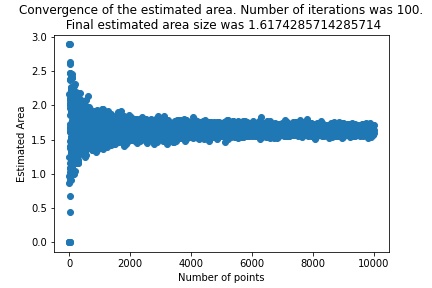 Convergence of the estimated area. Number of iterations was 100.
Final estimated area size was 1.6174285714285714
3.0
2.5
2.0
1.5
1.0
0.5
0.0
Estimated Area
0 2000 4000 6000 8000 10000
Number of points